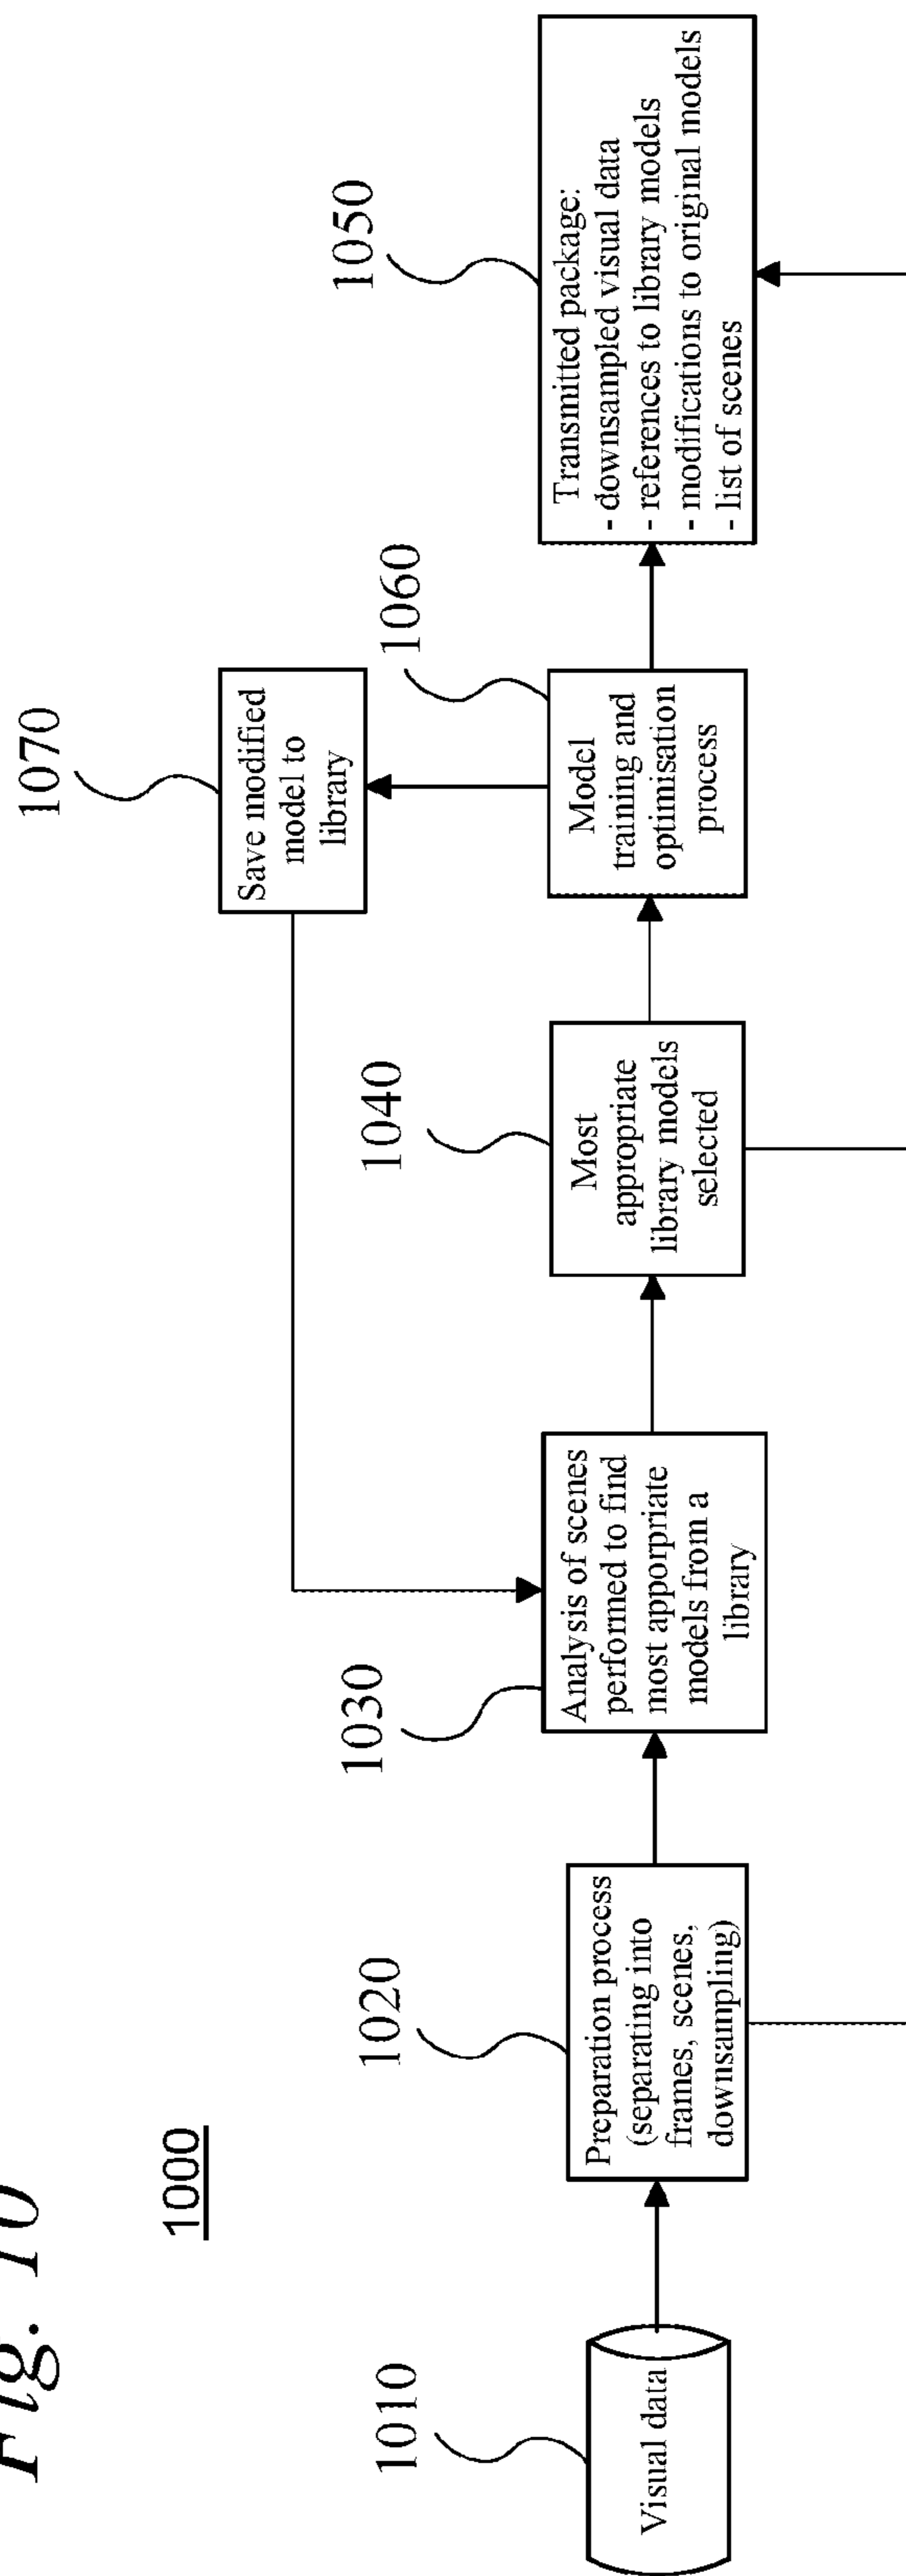 Fig. 10
1000
1010
Visual data
1020
Preparation process
(separating into
frames, scenes,
downsampling)
1030
Analysis of scenes
performed to find
most apporpriate
models from a
library
1040
Most
appropriate
library models
selected
1060
Model
training and
optimisation
process
1070
Save modified
model to
library
1050
Transmitted package:
- downsampled visual data
- references to library models
- modifications to original models
- list of scenes